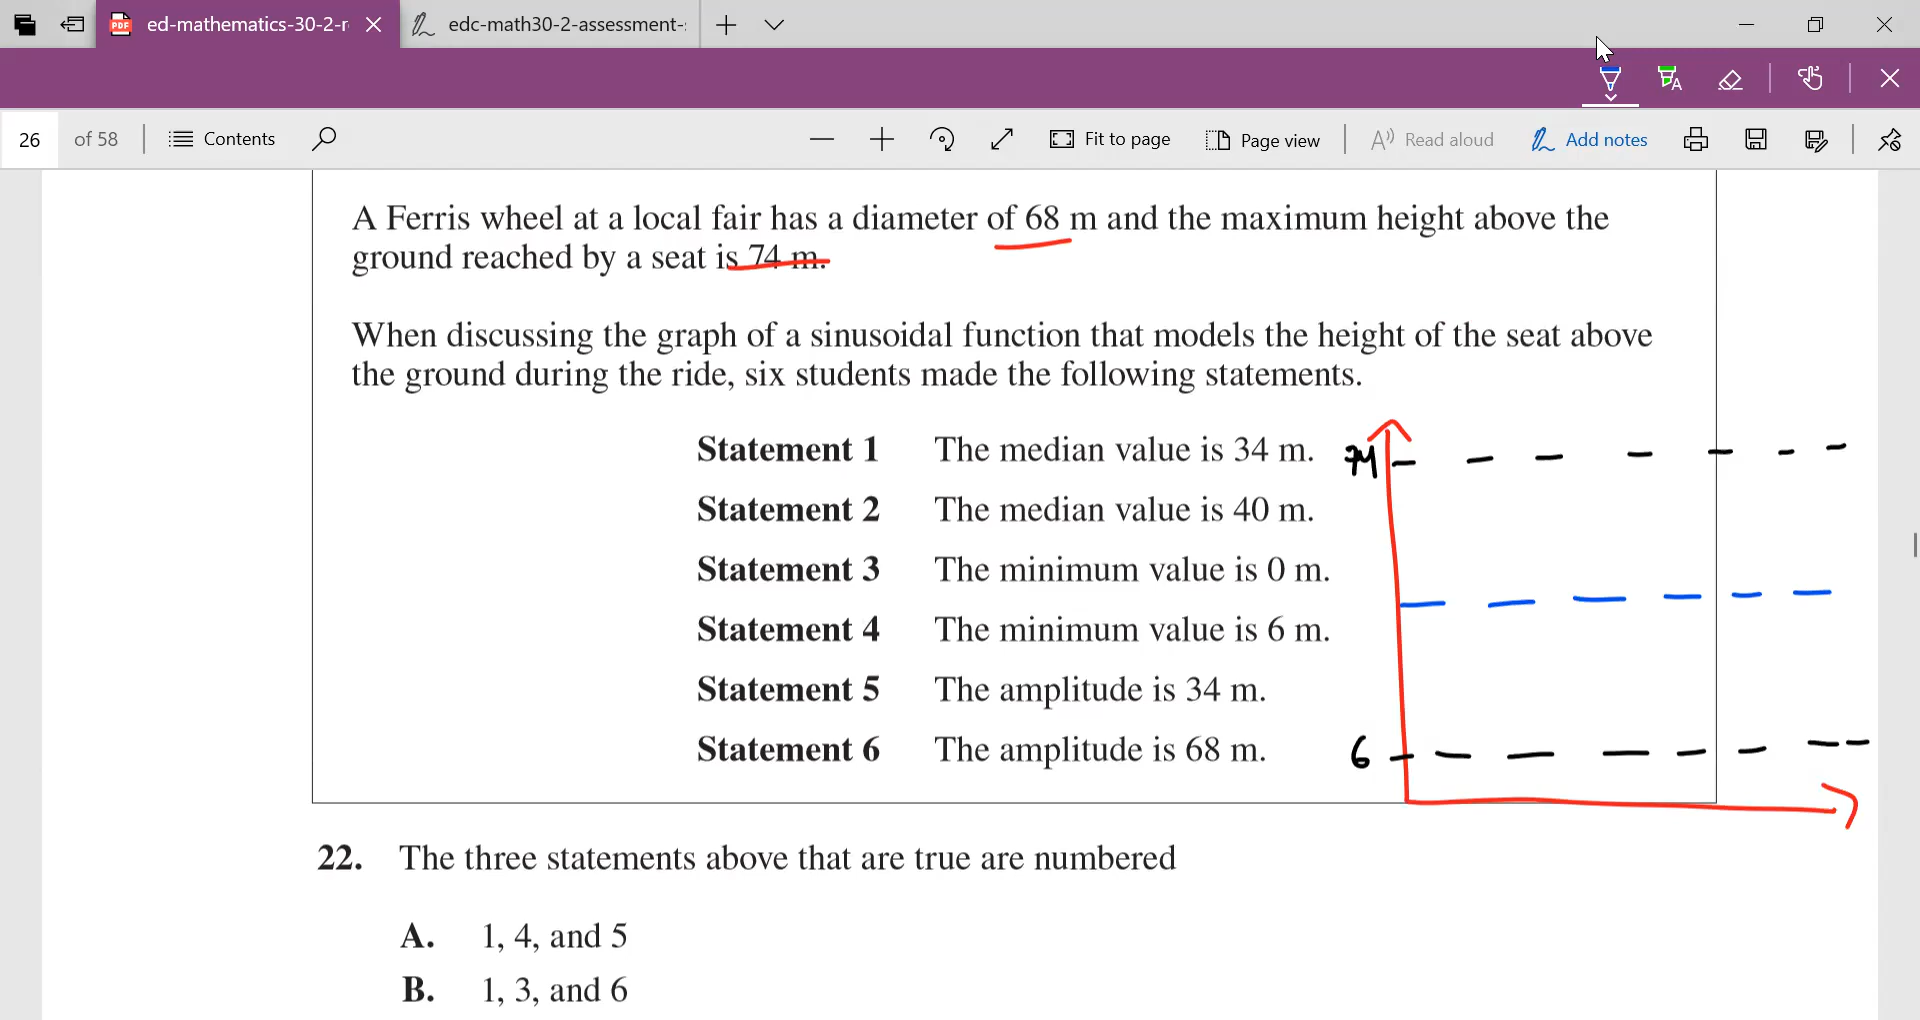 ed-mathematics-30-2-r
edc-math30-2-assessment-
26 of 58 Contents Fit to page Page view Read aloud Add notes
A Ferris wheel at a local fair has a diameter of 68 m and the maximum height above the
ground reached by a seat is 74 m.
When discussing the graph of a sinusoidal function that models the height of the seat above
the ground during the ride, six students made the following statements.
Statement 1 The median value is 34 m.
74
Statement 2 The median value is 40 m.
Statement 3 The minimum value is 0 m.
Statement 4 The minimum value is 6 m.
Statement 5 The amplitude is 34 m.
Statement 6 The amplitude is 68 m.
6
22. The three statements above that are true are numbered
A. 1, 4, and 5
B. 1, 3, and 6